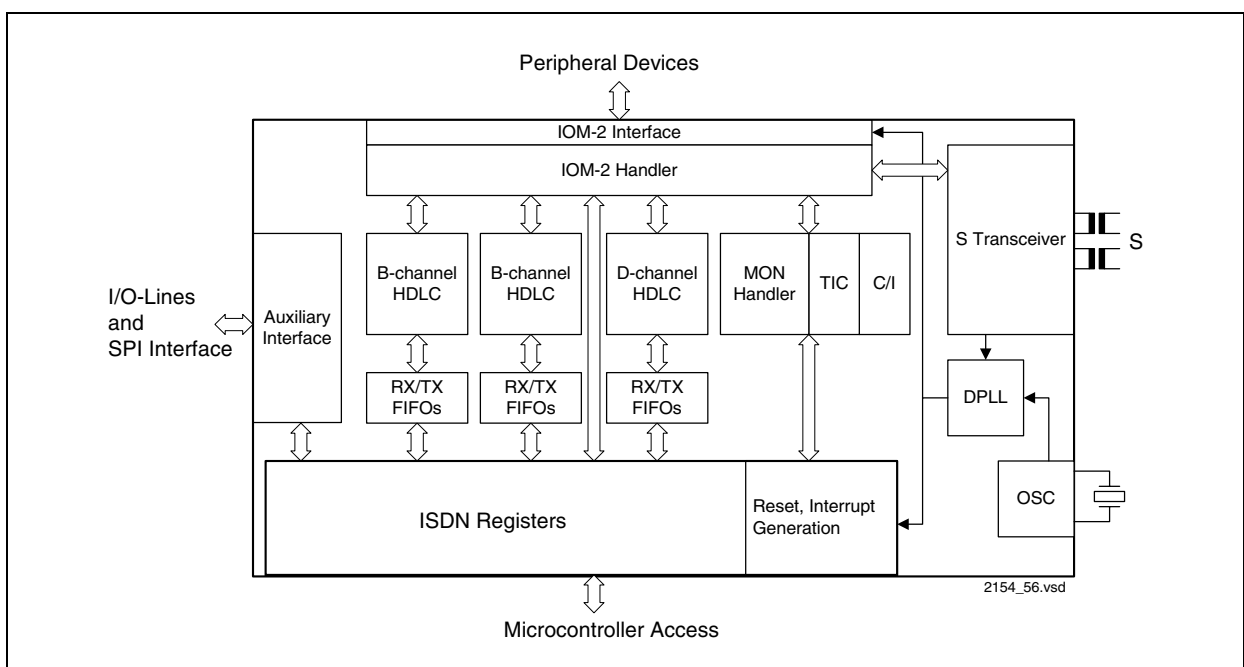 Peripheral Devices
IOM-2 Interface
IOM-2 Handler
S Transceiver
S
B-channel
HDLC
B-channel
HDLC
D-channel
HDLC
MON
Handler
TIC
C/I
I/O-Lines
and
SPI Interface
Auxiliary
Interface
RX/TX
FIFOs
RX/TX
FIFOs
RX/TX
FIFOs
DPLL
OSC
ISDN Registers
Reset, Interrupt
Generation
2154_56.vsd
Microcontroller Access